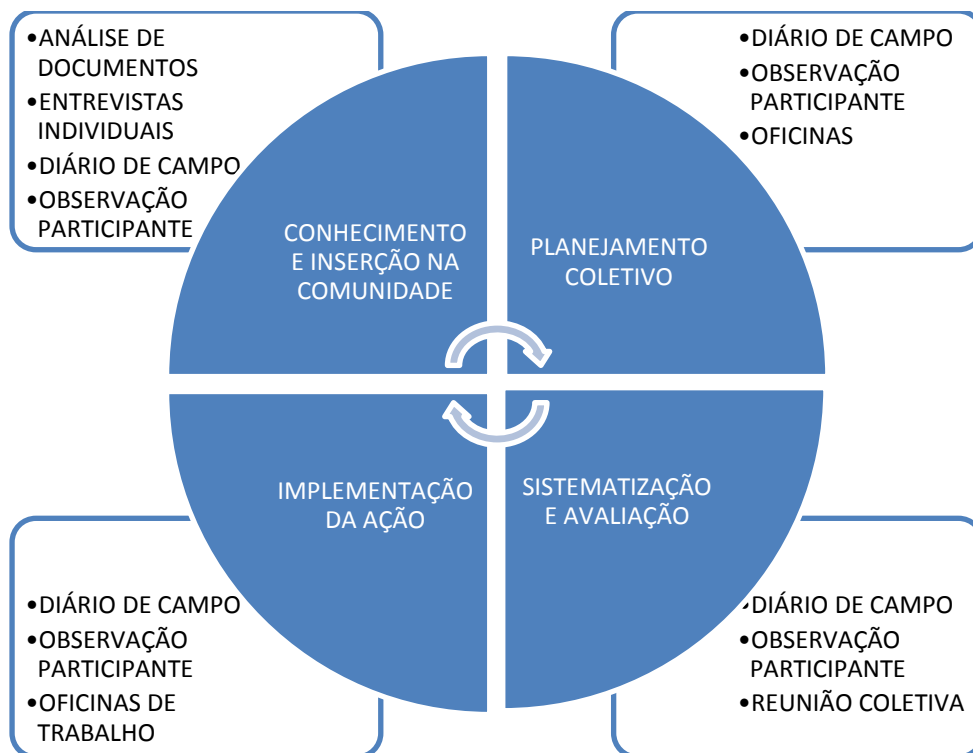 •ANÁLISE DE
DOCUMENTOS
•ENTREVISTAS
INDIVIDUAIS
•DIÁRIO DE CAMPO
•OBSERVAÇÃO
PARTICIPANTE
•DIÁRIO DE CAMPO
•OBSERVAÇÃO
PARTICIPANTE
•OFICINAS
CONHECIMENTO
E INSERÇÃO NA
COMUNIDADE
PLANEJAMENTO
COLETIVO
IMPLEMENTAÇÃO
DA AÇÃO
SISTEMATIZAÇÃO
E AVALIAÇÃO
•DIÁRIO DE CAMPO
•OBSERVAÇÃO
PARTICIPANTE
•OFICINAS DE
TRABALHO
•DIÁRIO DE CAMPO
•OBSERVAÇÃO
PARTICIPANTE
•REUNIÃO COLETIVA